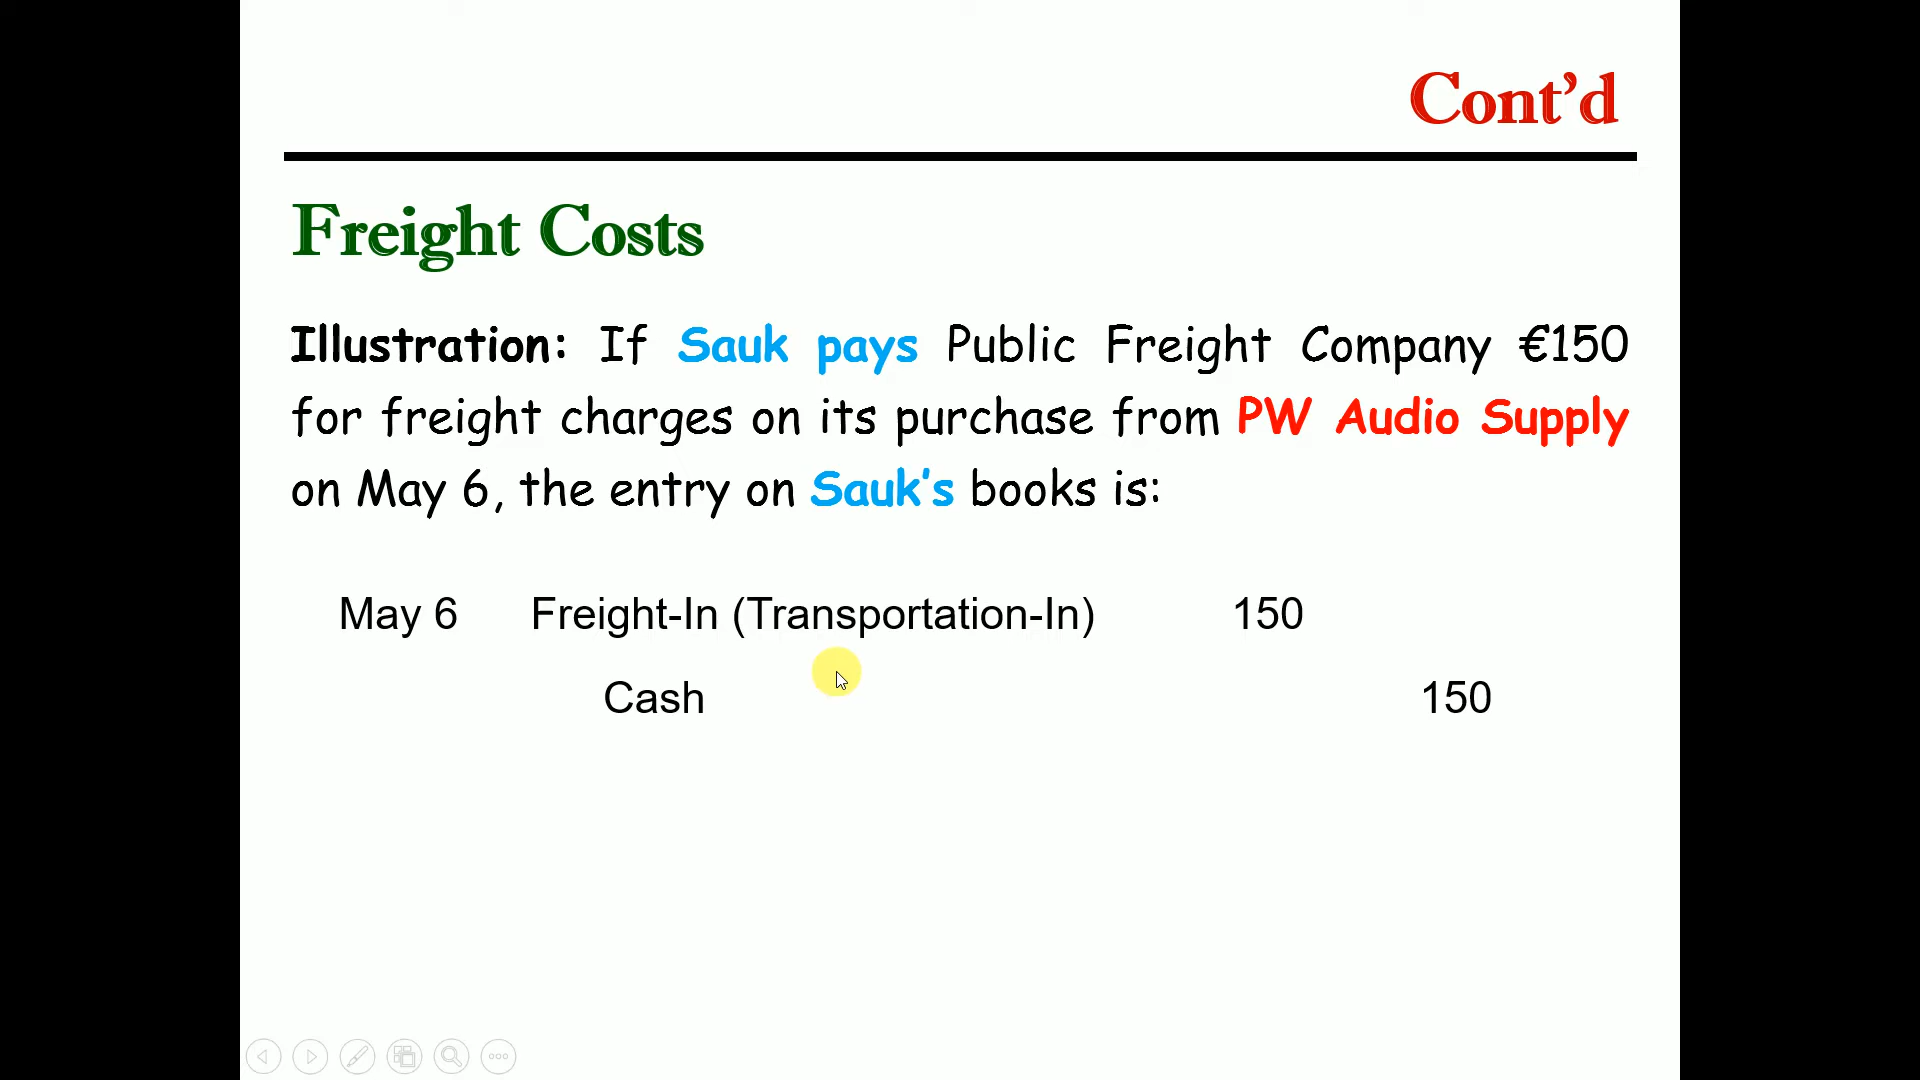 Cont’d
Freight Costs
Illustration: If Sauk pays Public Freight Company €150
for freight charges on its purchase from PW Audio Supply
on May 6, the entry on Sauk’s books is:
May 6 Freight-In (Transportation-In) 150
Cash 150